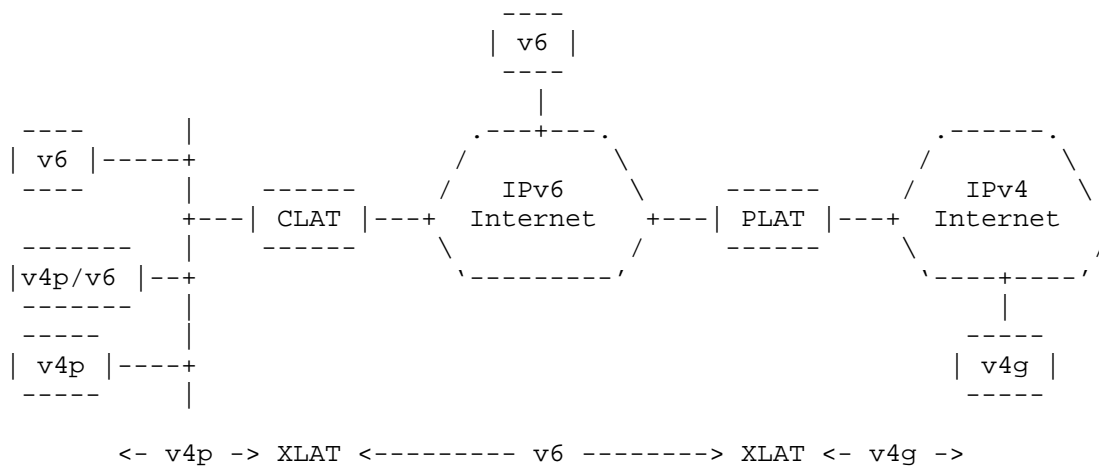 v6
v6
IPv6
Internet
IPv4
Internet
CLAT
PLAT
v4p/v6
v4p
v4g
<- v4p -> XLAT <--------- v6 --------> XLAT <- v4g ->